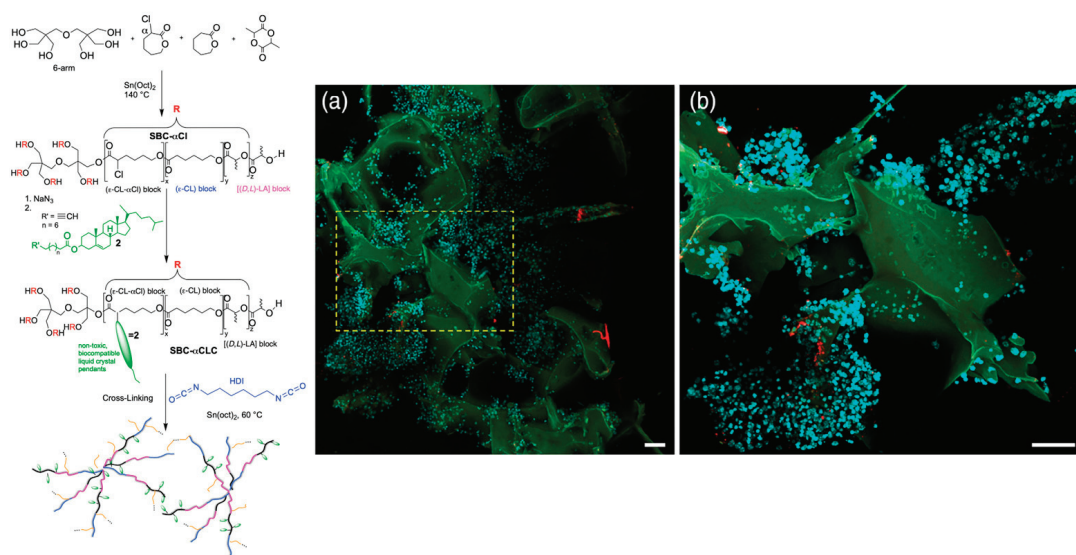 Cl
α
O
O
O
O
O
O
O
O
HO
OH
HO
OH
HO
OH
O
+
+
+
6-arm
Sn(Oct)₂
140 °C
R
SBC-αCl
HRO
ORH
HRO
ORH
ORH
O
O
O
O
Cl
x
O
O
y
O
O
O
z
O
H
(ε-CL-αCl) block
(ε-CL) block
[(D,L)-LA] block
1. NaN₃
2.
R' = ≡CH
n = 6
R'
n
O
O
H
H
H
2
R
(ε-CL-αCl) block
(ε-CL) block
HRO
ORH
HRO
ORH
ORH
O
O
O
O
x
O
O
y
O
O
O
z
O
H
=2
SBC-αCLC
[(D,L)-LA] block
non-toxic,
biocompatible
liquid crystal
pendants
HDI
O=C=N
N=C=O
Cross-Linking
Sn(oct)₂, 60 °C
(a)
(b)